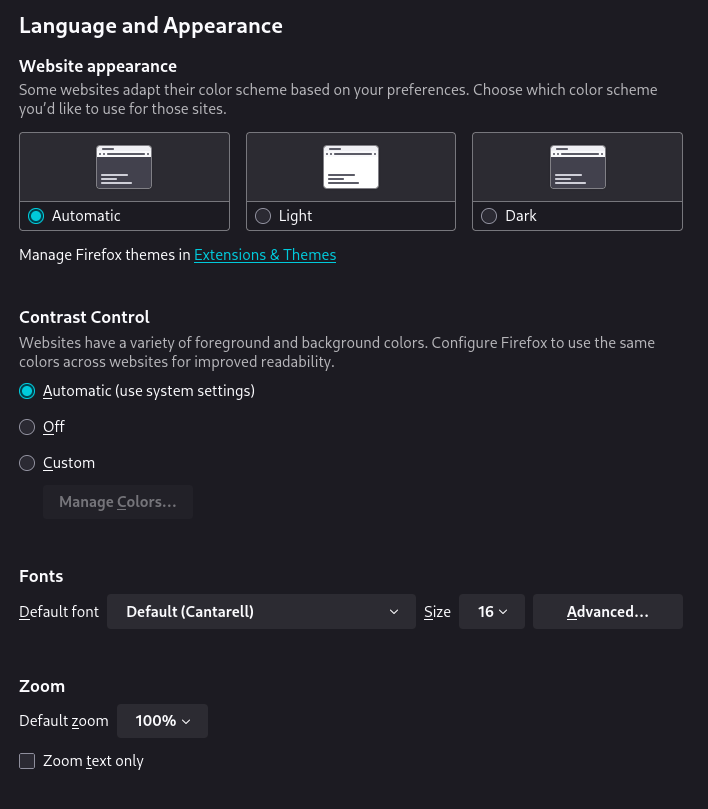 Language and Appearance
Website appearance
Some websites adapt their color scheme based on your preferences. Choose which color scheme
you’d like to use for those sites.
Automatic
Light
Dark
Manage Firefox themes in Extensions & Themes
Contrast Control
Websites have a variety of foreground and background colors. Configure Firefox to use the same
colors across websites for improved readability.
Automatic (use system settings)
Off
Custom
Manage Colors…
Fonts
Default font Default (Cantarell) Size 16 Advanced…
Zoom
Default zoom 100%
Zoom text only